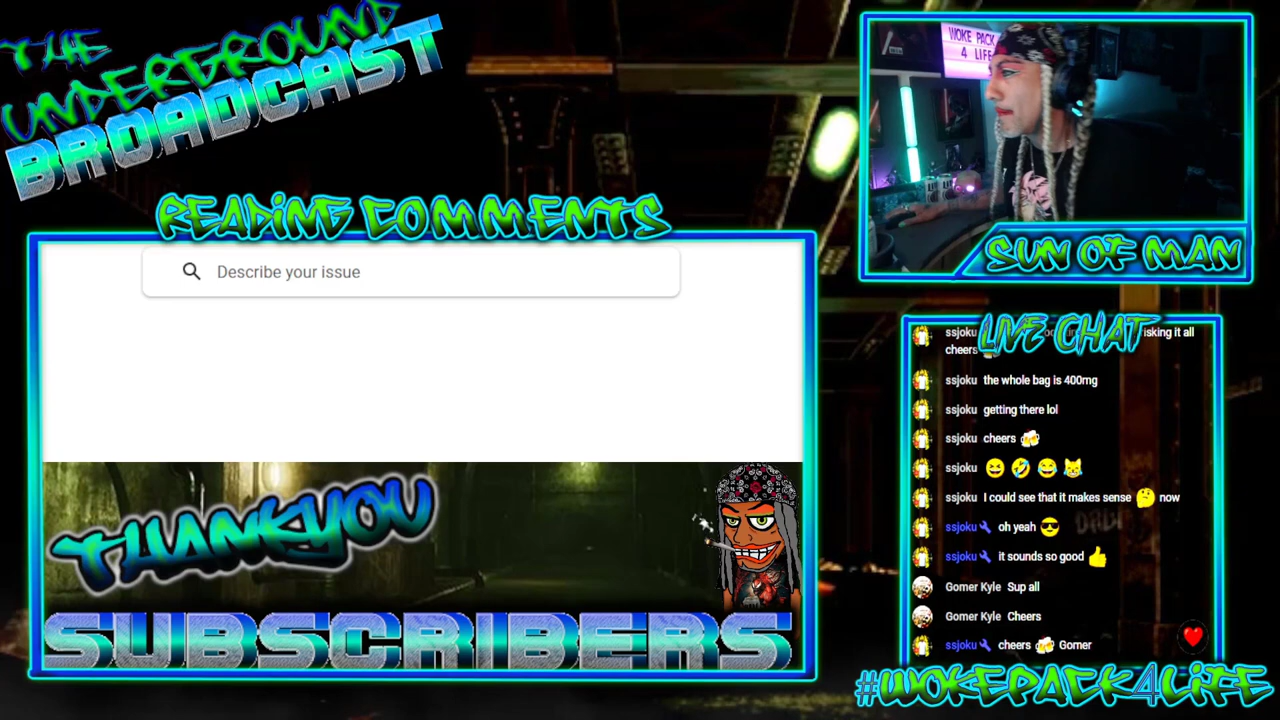 THE
UNDERGROUND
BROADCAST
WOKE PACK
4 LIFE
READING COMMENTS
SUN OF MAN
Describe your issue
LIVE CHAT
ssjoku isking it all
cheers
ssjoku the whole bag is 400mg
ssjoku getting there lol
ssjoku cheers 🍻
ssjoku 😆 🤣 😂 😹
ssjoku I could see that it makes sense 🤔 now
ssjoku oh yeah 😎
ssjoku it sounds so good 👍
Gomer Kyle Sup all
Gomer Kyle Cheers
ssjoku cheers 🍻 Gomer
THANKYOU
SUBSCRIBERS
#WOKEPACK4LIFE